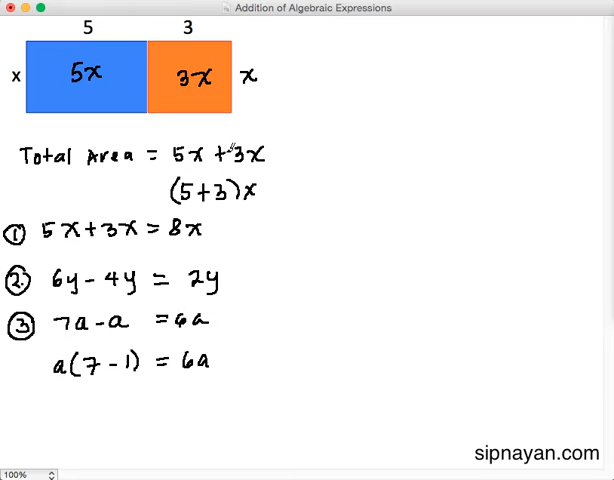 Addition of Algebraic Expressions
5 3
x 5x 3x x
Total Area = 5x + 3x
(5+3)x
① 5x+3x = 8x
②. 6y - 4y = 2y
③ 7a - a = 6a
a(7 - 1) = 6a
sipnayan.com
100%